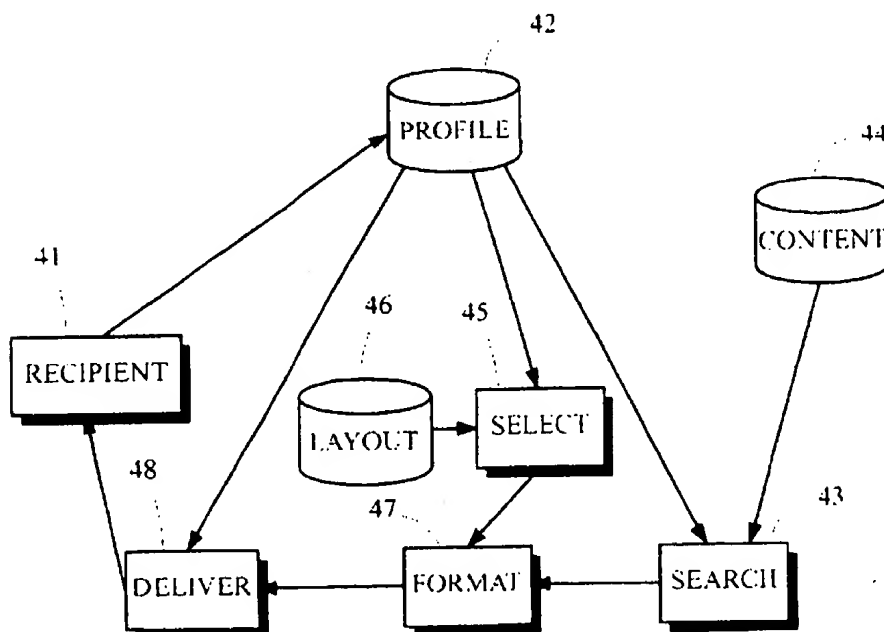 42
PROFILE
44
CONTENT
41
46
45
RECIPIENT
LAYOUT
SELECT
48
47
43
DELIVER
FORMAT
SEARCH